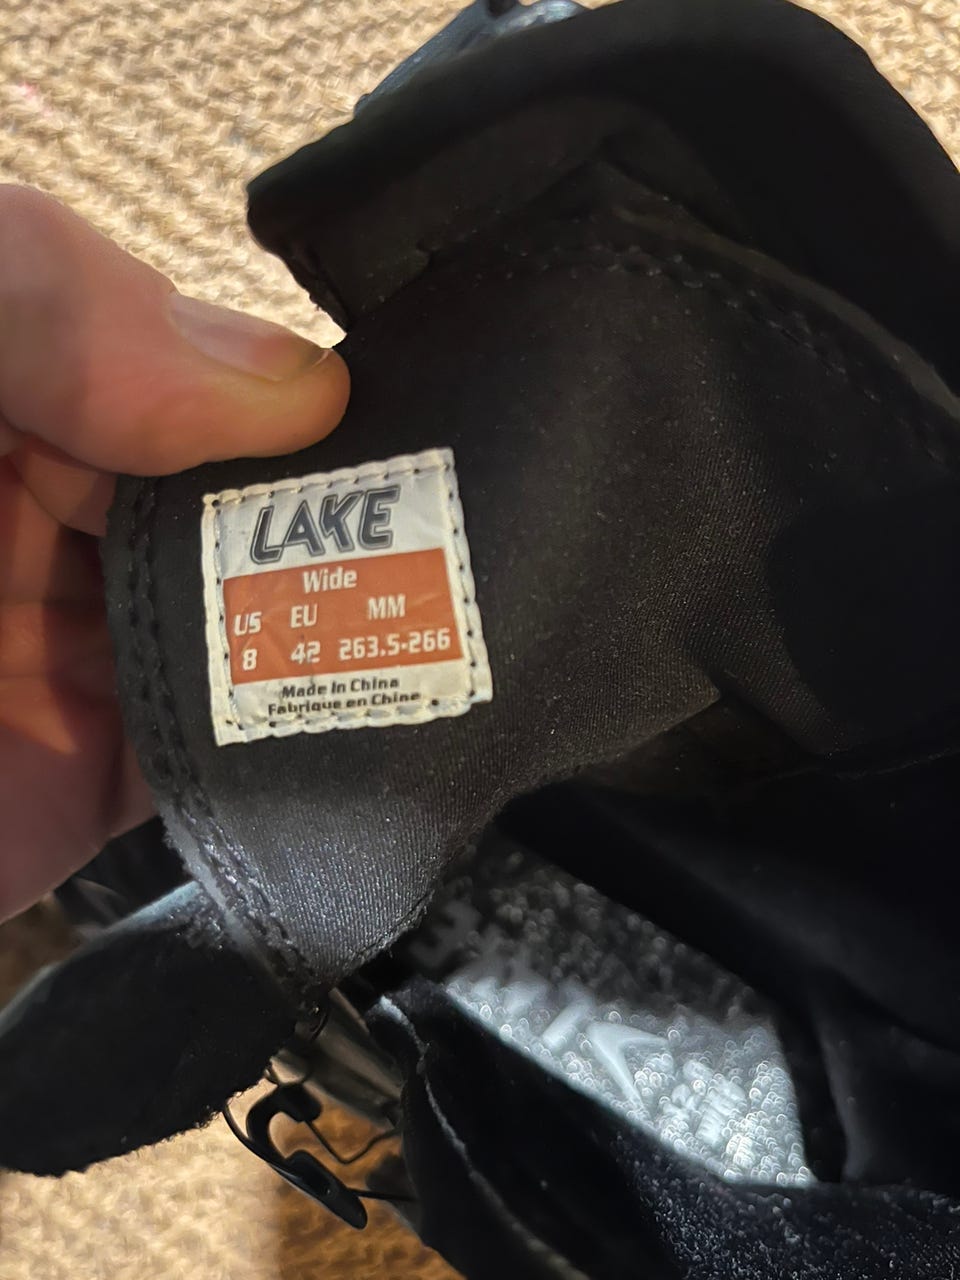 LAKE
Wide
US EU MM
8 42 263.5-266
Made In China
Fabrique en Chine